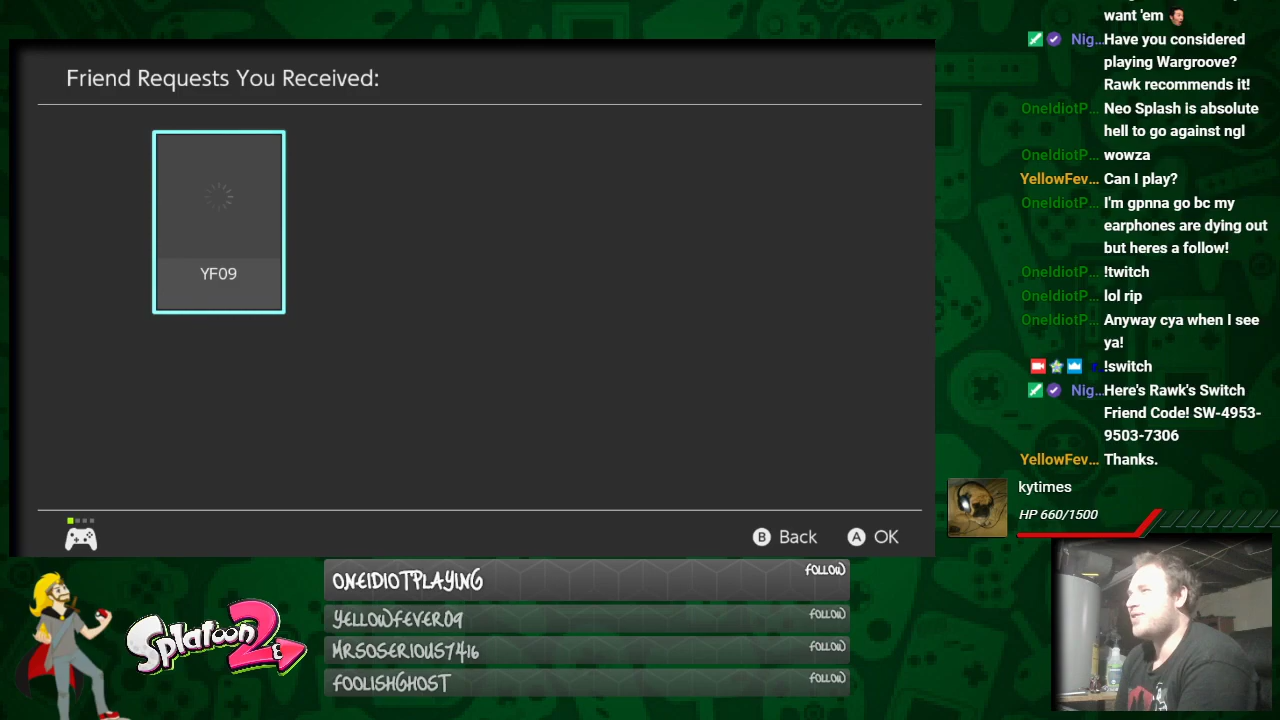 Friend Requests You Received:
YF09
B Back
A OK
want 'em
Nig... Have you considered
playing Wargroove?
Rawk recommends it!
OneIdiotP... Neo Splash is absolute
hell to go against ngl
OneIdiotP... wowza
YellowFev... Can I play?
OneIdiotP... I'm gpnna go bc my
earphones are dying out
but heres a follow!
OneIdiotP... !twitch
OneIdiotP... lol rip
OneIdiotP... Anyway cya when I see
ya!
!switch
Nig... Here's Rawk's Switch
Friend Code! SW-4953-
9503-7306
YellowFev... Thanks.
kytimes
HP 660/1500
Splatoon 2
ONEIDIOTPLAYING FOLLOW
YELLOWFEVER09 FOLLOW
MRSOSERIOUS7416 FOLLOW
FOOLISHGHOST FOLLOW